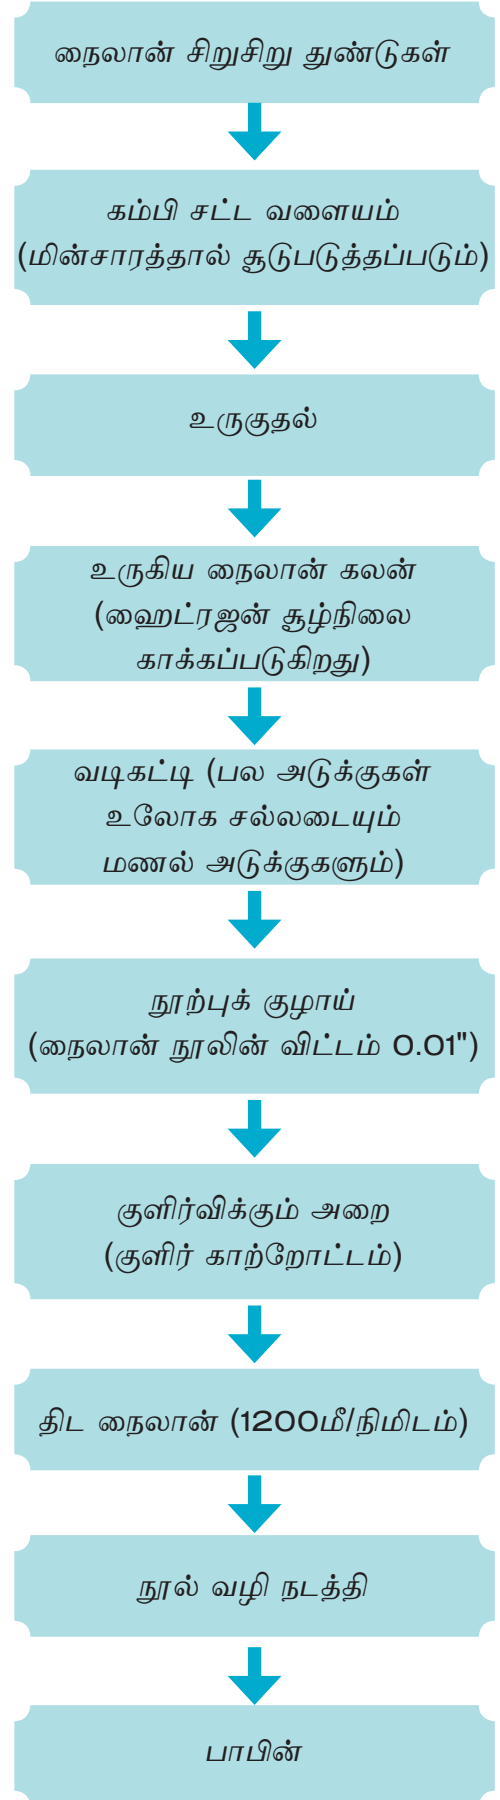 நைலான் சிறுசிறு துண்டுகள்
கம்பி சட்ட வளையம்
(மின்சாரத்தால் சூடுபடுத்தப்படும்)
உருகுதல்
உருகிய நைலான் கலன்
(ஹைட்ரஜன் சூழ்நிலை
காக்கப்படுகிறது)
வடிகட்டி (பல அடுக்குகள்
உலோக சல்லடையும்
மணல் அடுக்குகளும்)
நூற்புக் குழாய்
(நைலான் நூலின் விட்டம் 0.01")
குளிர்விக்கும் அறை
(குளிர் காற்றோட்டம்)
திட நைலான் (1200மீ/நிமிடம்)
நூல் வழி நடத்தி
பாபின்